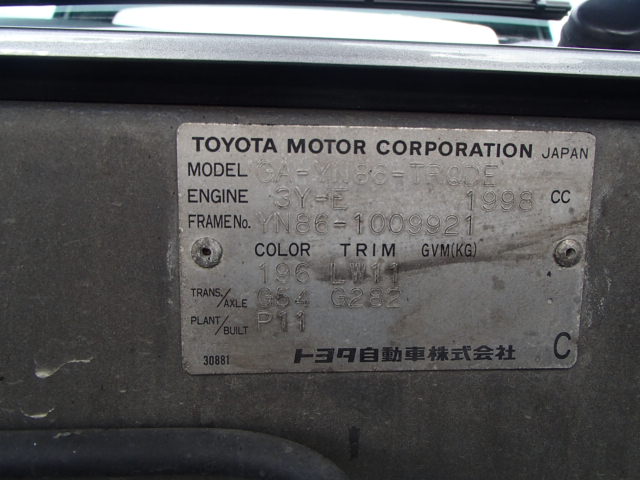 TOYOTA MOTOR CORPORATION JAPAN
MODEL GA-YN86-TRQDE
ENGINE 3Y-E 1998 CC
FRAME No. YN86-1009921
COLOR TRIM GVM(KG)
196 LW11
TRANS./AXLE G54 G282
PLANT/BUILT P11
30881 トヨタ自動車株式会社 C